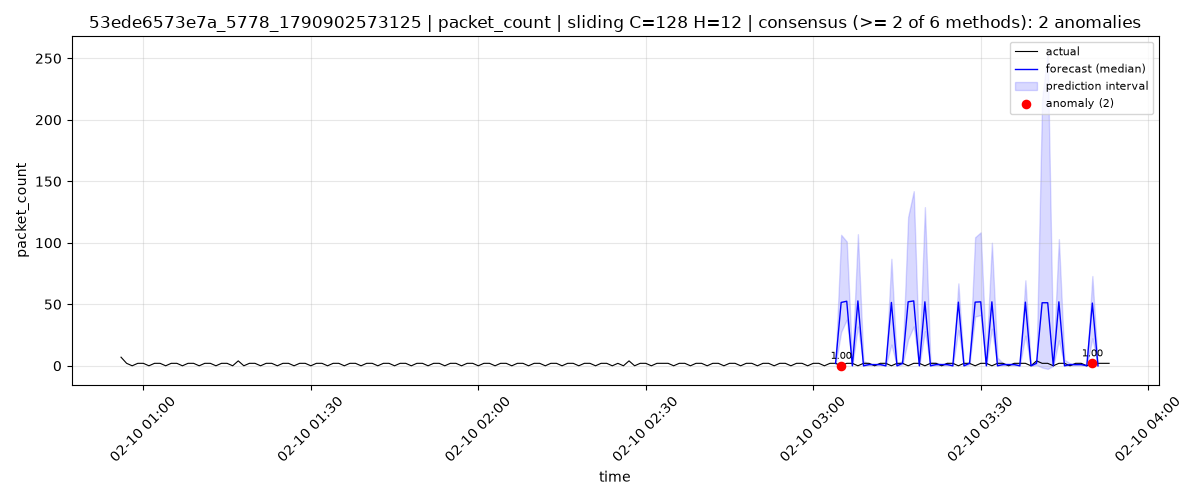 53ede6573e7a_5778_1790902573125 | packet_count | sliding C=128 H=12 | consensus (>= 2 of 6 methods): 2 anomalies
packet_count
250
200
150
100
50
0
actual
forecast (median)
prediction interval
anomaly (2)
1.00
1.00
02-10 01:00
02-10 01:30
02-10 02:00
02-10 02:30
02-10 03:00
02-10 03:30
02-10 04:00
time